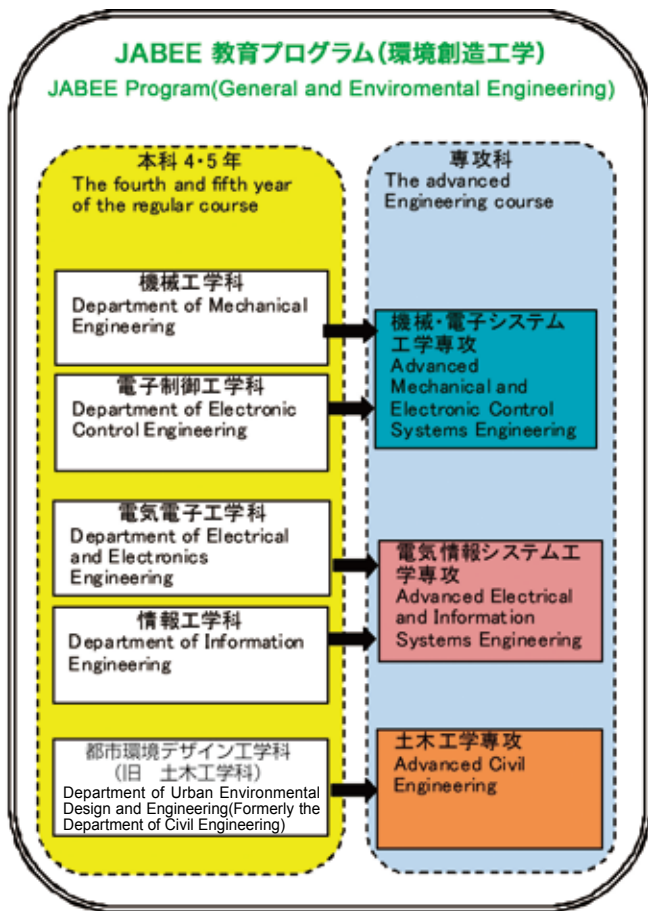 JABEE 教育プログラム(環境創造工学)
JABEE Program(General and Enviromental Engineering)
本科 4・5 年
The fourth and fifth year
of the regular course
機械工学科
Department of Mechanical
Engineering
電子制御工学科
Department of Electronic
Control Engineering
電気電子工学科
Department of Electrical
and Electronics
Engineering
情報工学科
Department of Information
Engineering
都市環境デザイン工学科
(旧 土木工学科)
Department of Urban Environmental
Design and Engineering(Formerly the
Department of Civil Engineering)
専攻科
The advanced
Engineering course
機械・電子システム
工学専攻
Advanced
Mechanical and
Electronic Control
Systems Engineering
電気情報システム工
学専攻
Advanced Electrical
and Information
Systems Engineering
土木工学専攻
Advanced Civil
Engineering